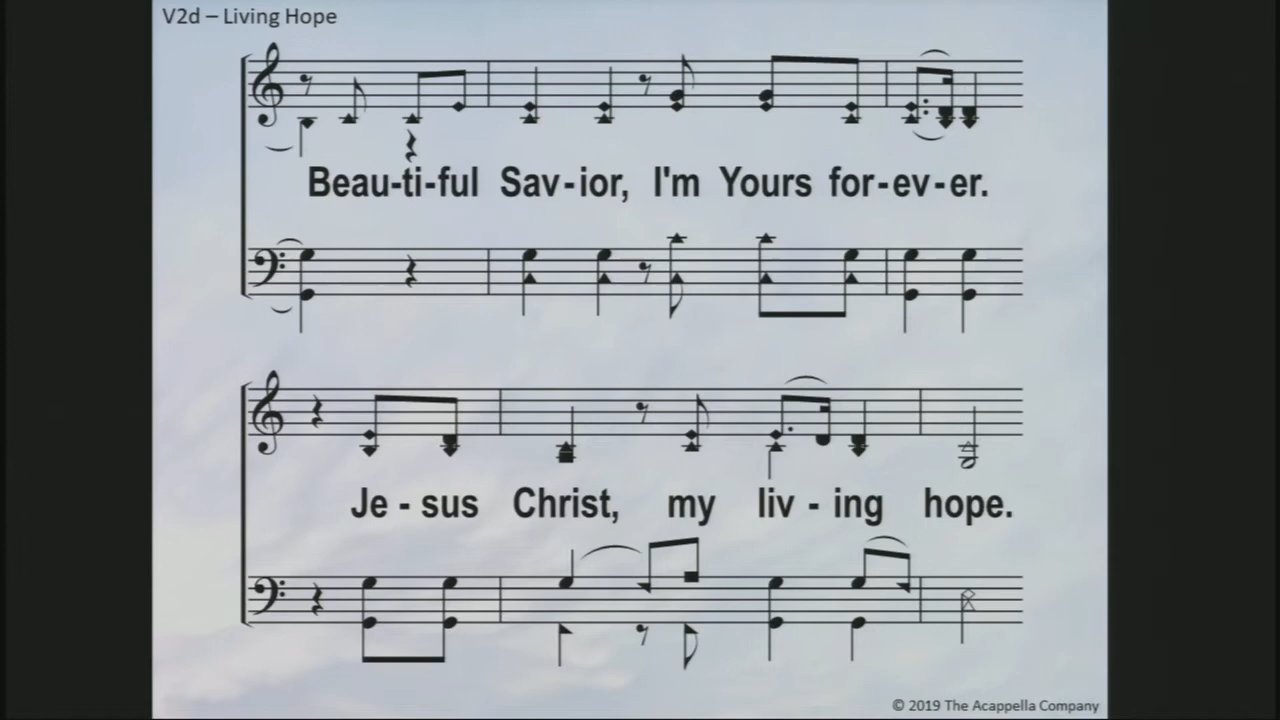 V2d – Living Hope
Beau-ti-ful Sav-ior, I'm Yours for-ev-er.
Je - sus Christ, my liv - ing hope.
© 2019 The Acappella Company